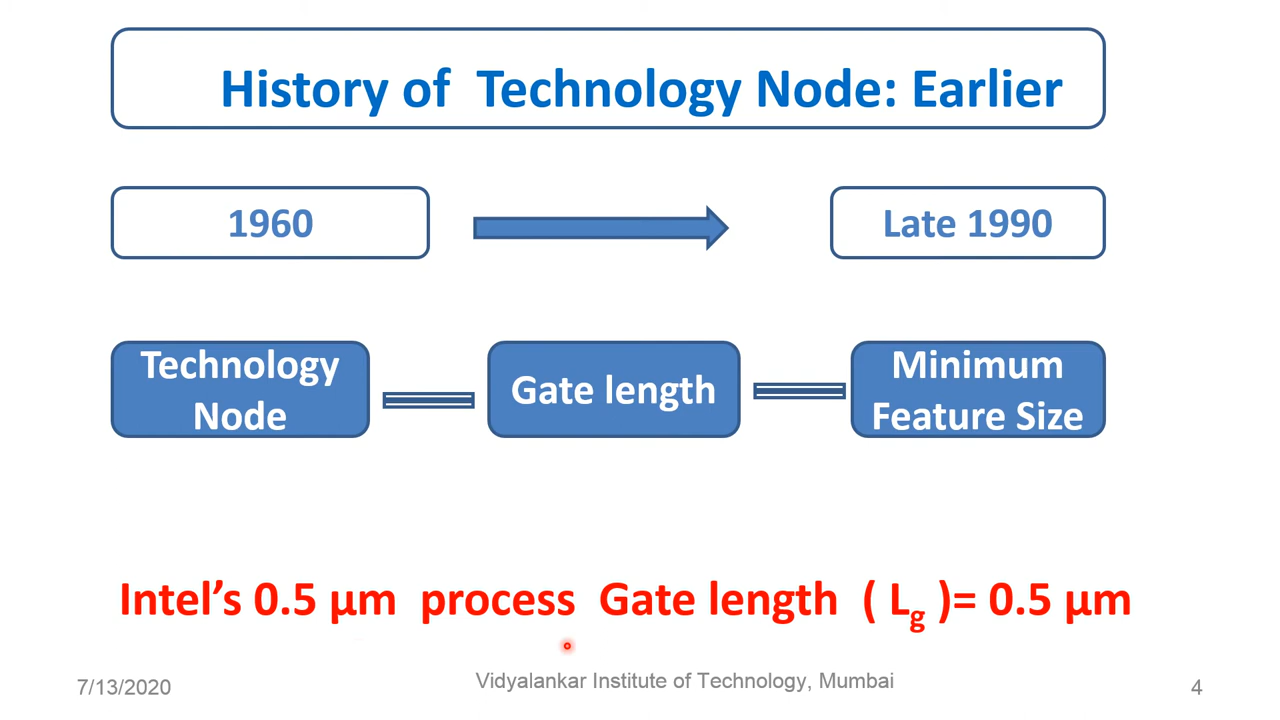 History of Technology Node: Earlier
1960
Late 1990
Technology
Node
Gate length
Minimum
Feature Size
Intel’s 0.5 µm process Gate length ( Lg )= 0.5 µm
7/13/2020
Vidyalankar Institute of Technology, Mumbai
4